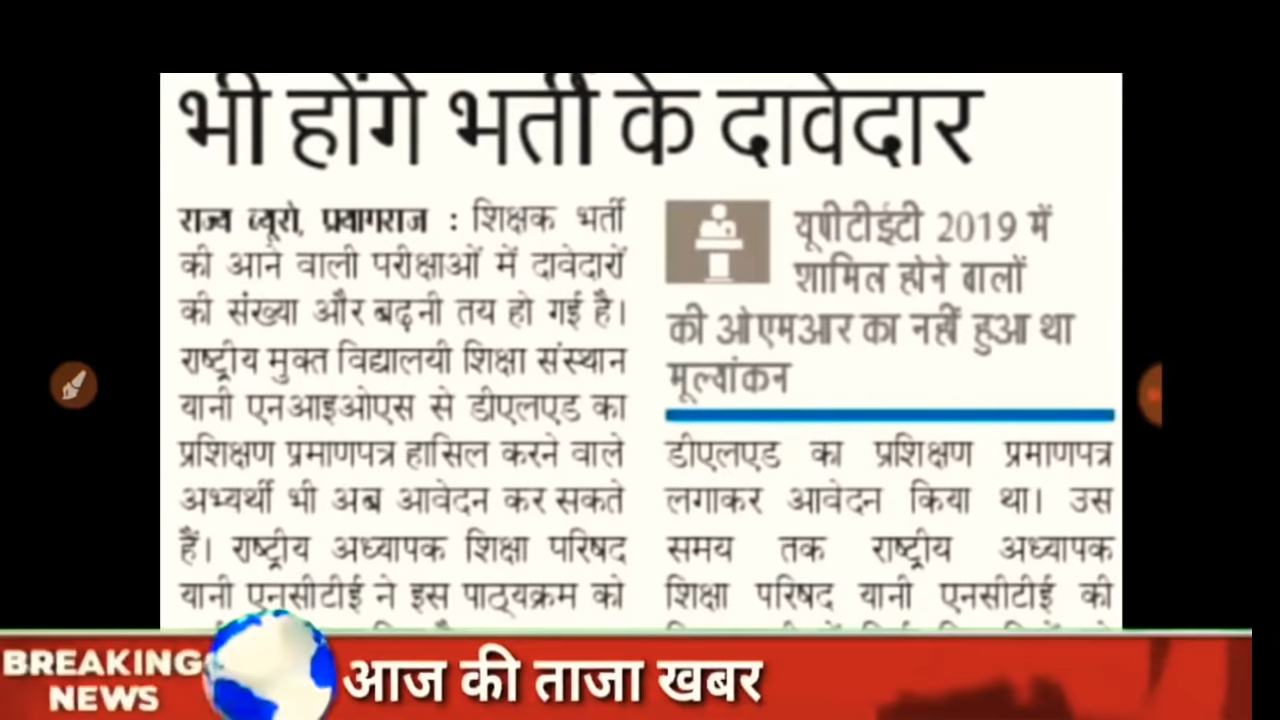 भी होंगे भर्ती के दावेदार
राज्य ब्यूरो, प्रयागराज : शिक्षक भर्ती
की आने वाली परीक्षाओं में दावेदारों
की संख्या और बढ़नी तय हो गई है।
राष्ट्रीय मुक्त विद्यालयी शिक्षा संस्थान
यानी एनआइओएस से डीएलएड का
प्रशिक्षण प्रमाणपत्र हासिल करने वाले
अभ्यर्थी भी अब आवेदन कर सकते
हैं। राष्ट्रीय अध्यापक शिक्षा परिषद
यानी एनसीटीई ने इस पाठ्यक्रम को
यूपीटीईटी 2019 में
शामिल होने वालों
की ओएमआर का नहीं हुआ था
मूल्यांकन
डीएलएड का प्रशिक्षण प्रमाणपत्र
लगाकर आवेदन किया था। उस
समय तक राष्ट्रीय अध्यापक
शिक्षा परिषद यानी एनसीटीई की
BREAKING
NEWS
आज की ताजा खबर